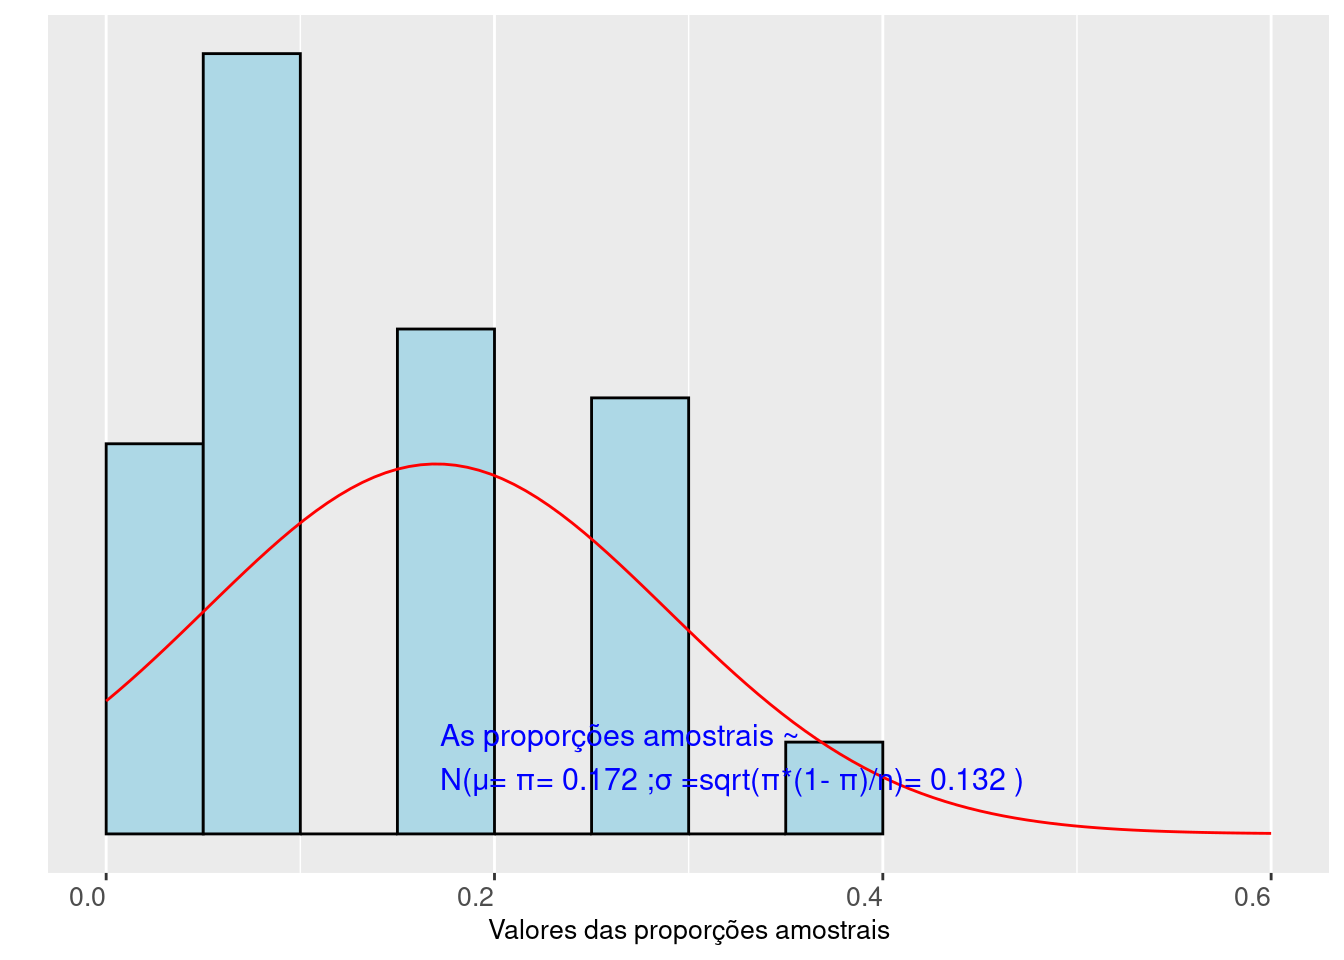 As proporções amostrais ~
N(μ= π= 0.172 ;σ =sqrt(π*(1- π)/n)= 0.132 )
0.0 0.2 0.4 0.6
Valores das proporções amostrais